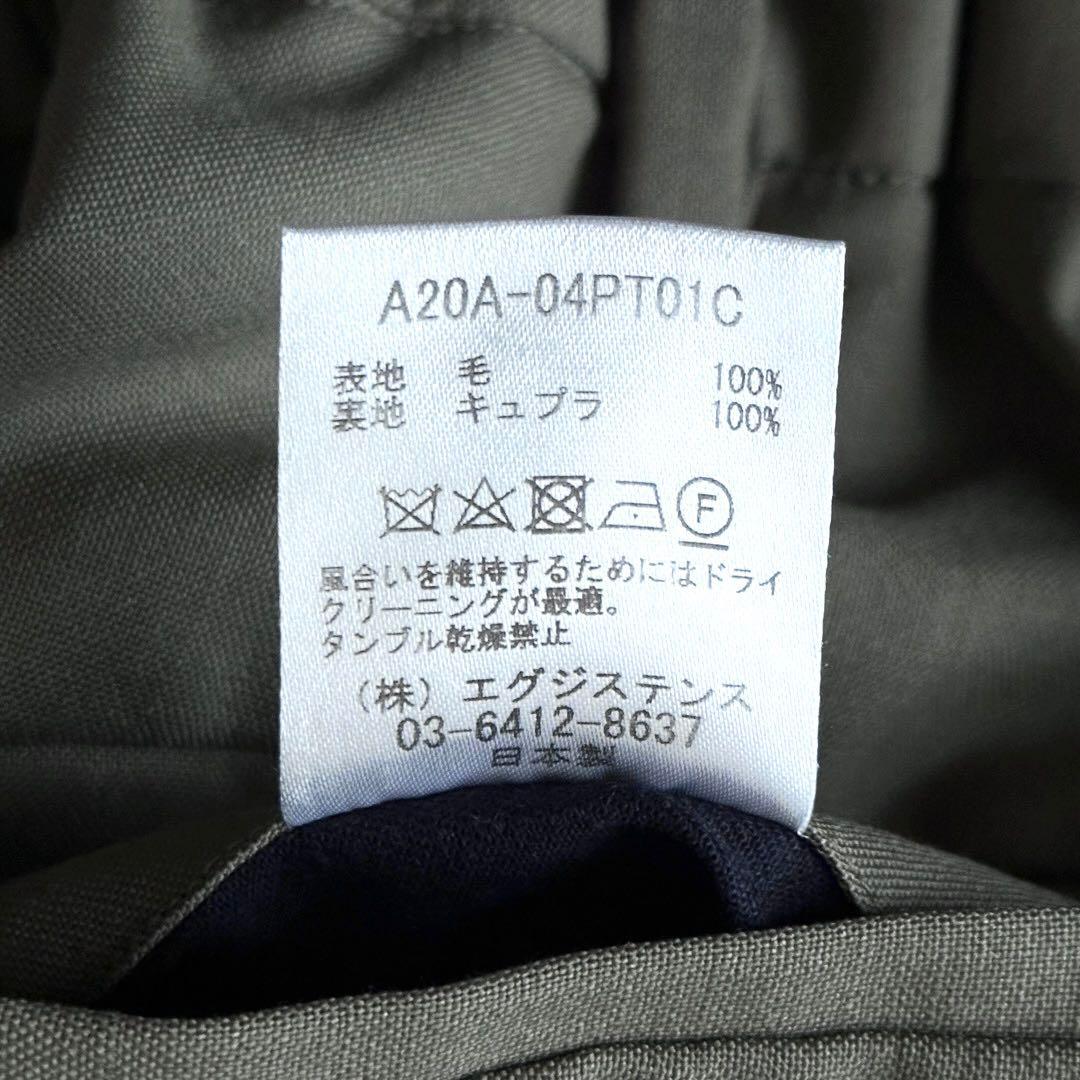 A20A-04PT01C
表地 毛 100%
裏地 キュプラ 100%
F
風合いを維持するためにはドライ
クリーニングが最適。
タンブル乾燥禁止
(株) エグジステンス
03-6412-8637
日本製